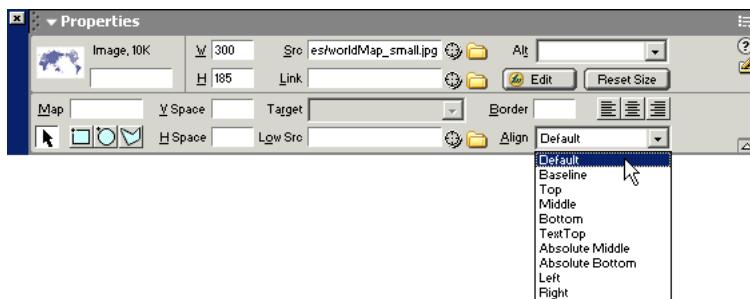 Properties
Image, 10K W 300 Src es/worldMap_small.jpg Alt
H 185 Link Edit Reset Size
Map V Space Target Border
H Space Low Src Align Default
Default
Baseline
Top
Middle
Bottom
TextTop
Absolute Middle
Absolute Bottom
Left
Right